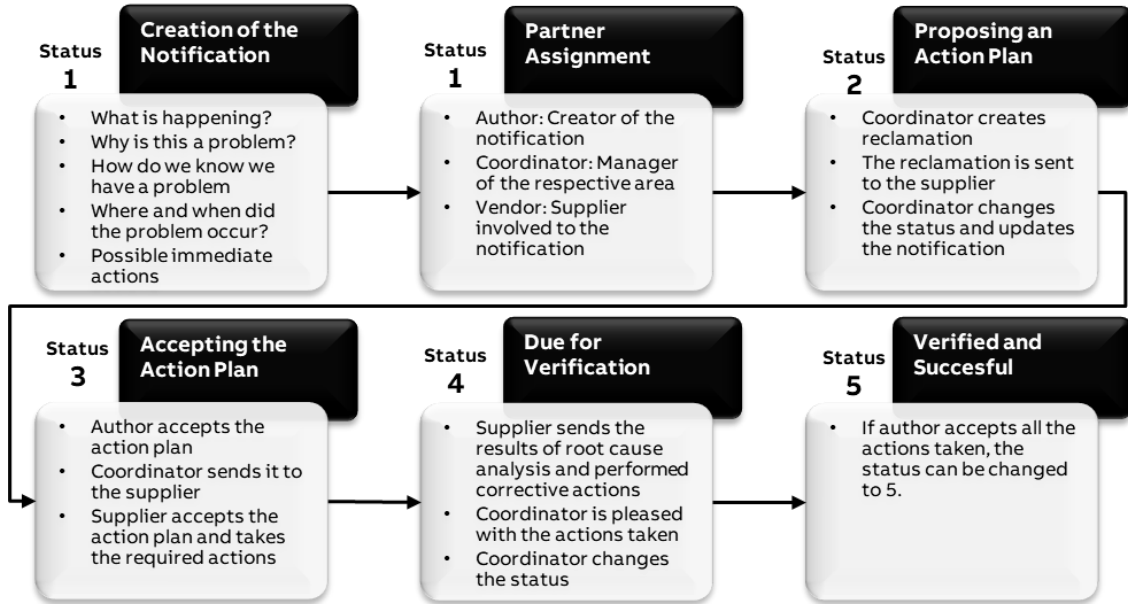 Status
1
Creation of the
Notification
• What is happening?
• Why is this a problem?
• How do we know we
have a problem
• Where and when did
the problem occur?
• Possible immediate
actions
Status
1
Partner
Assignment
• Author: Creator of the
notification
• Coordinator: Manager
of the respective area
• Vendor: Supplier
involved to the
notification
Status
2
Proposing an
Action Plan
• Coordinator creates
reclamation
• The reclamation is sent
to the supplier
• Coordinator changes
the status and updates
the notification
Status
3
Accepting the
Action Plan
• Author accepts the
action plan
• Coordinator sends it to
the supplier
• Supplier accepts the
action plan and takes
the required actions
Status
4
Due for
Verification
• Supplier sends the
results of root cause
analysis and performed
corrective actions
• Coordinator is pleased
with the actions taken
• Coordinator changes
the status
Status
5
Verified and
Succesful
• If author accepts all the
actions taken, the
status can be changed
to 5.